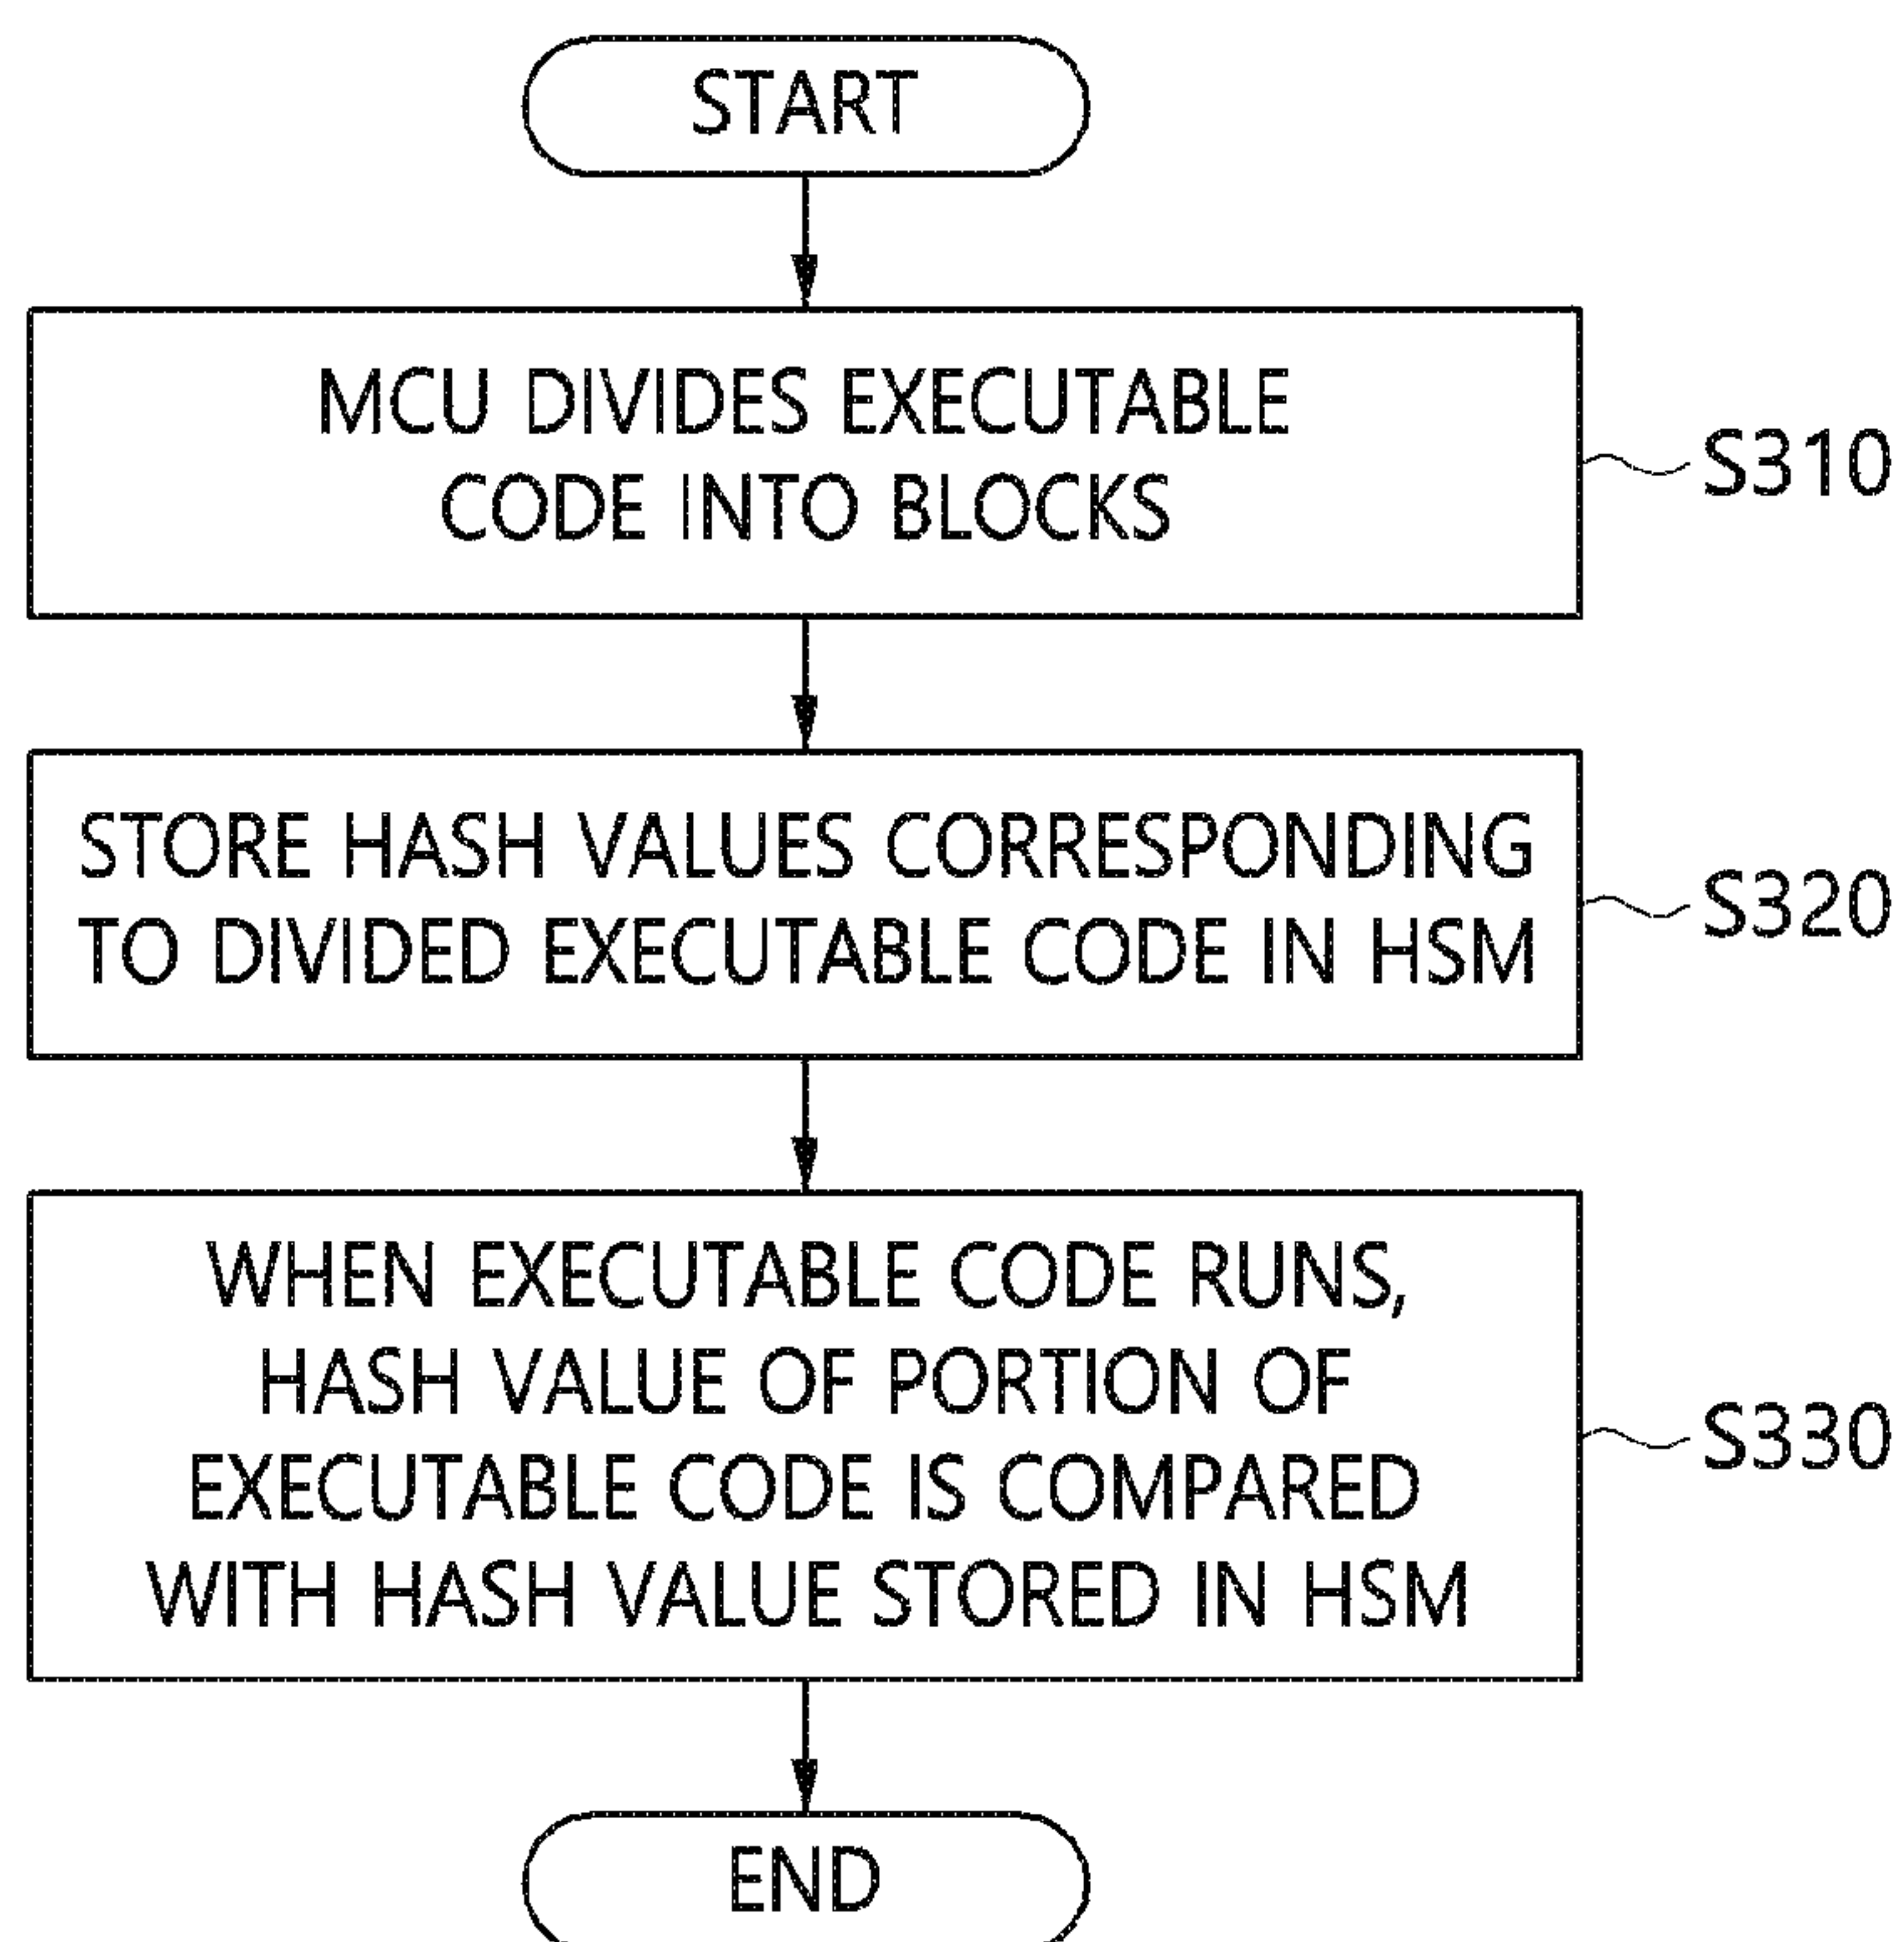 START
MCU DIVIDES EXECUTABLE
CODE INTO BLOCKS
S310
STORE HASH VALUES CORRESPONDING
TO DIVIDED EXECUTABLE CODE IN HSM
S320
WHEN EXECUTABLE CODE RUNS,
HASH VALUE OF PORTION OF
EXECUTABLE CODE IS COMPARED
WITH HASH VALUE STORED IN HSM
S330
END